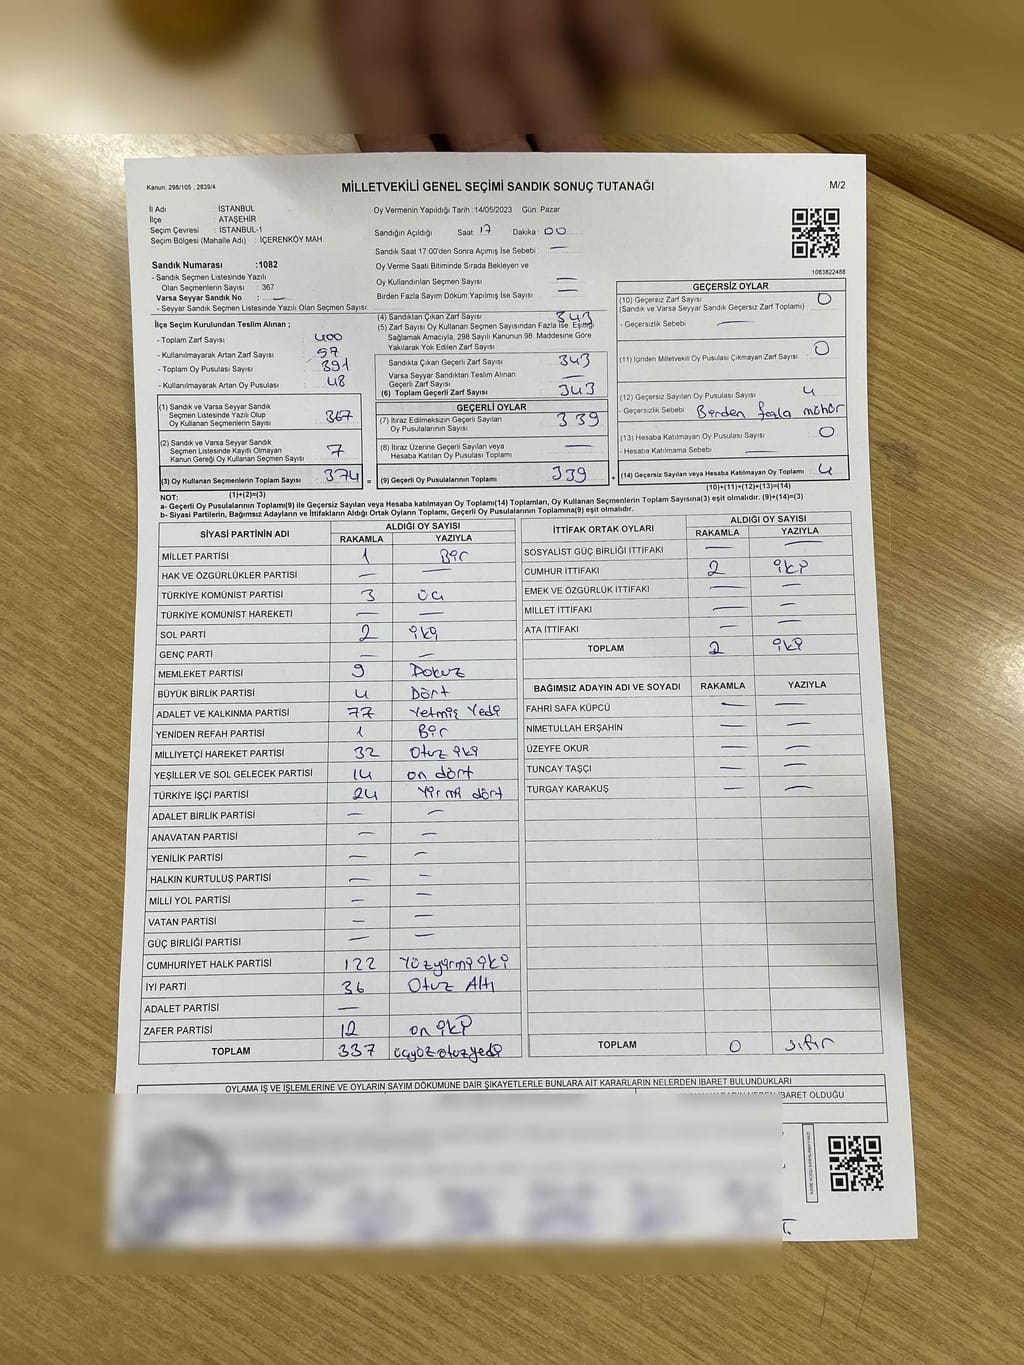 Kanun: 298/105 , 2839/4
MİLLETVEKİLİ GENEL SEÇİMİ SANDIK SONUÇ TUTANAĞI
M/2
İl Adı : İSTANBUL
İlçe : ATAŞEHİR
Seçim Çevresi : İSTANBUL-1
Seçim Bölgesi (Mahalle Adı) : İÇERENKÖY MAH.
Oy Vermenin Yapıldığı Tarih :14/05/2023 Gün: Pazar
Sandığın Açıldığı Saat: 17 Dakika: 00
Sandık Saat 17:00'den Sonra Açımış İse Sebebi : —
Oy Verme Saati Bitiminde Sırada Bekleyen ve
Oy Kullandırılan Seçmen Sayısı —
Birden Fazla Sayım Döküm Yapılmış İse Sayısı : —
1083822488
Sandık Numarası :1082
- Sandık Seçmen Listesinde Yazılı
Olan Seçmenlerin Sayısı : 367
Varsa Seyyar Sandık No : —
- Seyyar Sandık Seçmen Listesinde Yazılı Olan Seçmen Sayısı:
İlçe Seçim Kurulundan Teslim Alınan ;
- Toplam Zarf Sayısı : 400
- Kullanılmayarak Artan Zarf Sayısı : 57
- Toplam Oy Pusulası Sayısı : 391
- Kullanılmayarak Artan Oy Pusulası : 48
(1) Sandık ve Varsa Seyyar Sandık
Seçmen Listesinde Yazılı Olup
Oy Kullanan Seçmenlerin Sayısı 367
(2) Sandık ve Varsa Seyyar Sandık
Seçmen Listesinde Kayıtlı Olmayan
Kanun Gereği Oy Kullanan Seçmen Sayısı 7
(3) Oy Kullanan Seçmenlerin Toplam Sayısı 374 =
(1)+(2)=(3)
(4) Sandıktan Çıkan Zarf Sayısı 343
(5) Zarf Sayısı Oy Kullanan Seçmen Sayısından Fazla İse, Eşitliği
Sağlamak Amacıyla, 298 Sayılı Kanunun 98. Maddesine Göre
Yakılarak Yok Edilen Zarf Sayısı
Sandıkta Çıkan Geçerli Zarf Sayısı 343
Varsa Seyyar Sandıktan Teslim Alınan
Geçerli Zarf Sayısı —
(6) Toplam Geçerli Zarf Sayısı 343
GEÇERLİ OYLAR
(7) İtiraz Edilmeksizin Geçerli Sayılan
Oy Pusulalarının Sayısı 339
(8) İtiraz Üzerine Geçerli Sayılan veya
Hesaba Katılan Oy Pusulası Toplamı —
(9) Geçerli Oy Pusulalarının Toplamı 339 +
GEÇERSİZ OYLAR
(10) Geçersiz Zarf Sayısı 0
(Sandık ve Varsa Seyyar Sandık Geçersiz Zarf Toplamı)
- Geçersizlik Sebebi : —
(11) İçinden Milletvekili Oy Pusulası Çıkmayan Zarf Sayısı 0
(12) Geçersiz Sayılan Oy Pusulası Sayısı 4
- Geçersizlik Sebebi : Berden fazla mühür
(13) Hesaba Katılmayan Oy Pusulası Sayısı 0
- Hesaba Katılmama Sebebi : —
(14) Geçersiz Sayılan veya Hesaba Katılmayan Oy Toplamı 4
(10)+(11)+(12)+(13)=(14)
NOT:
a- Geçerli Oy Pusulalarının Toplamı(9) ile Geçersiz Sayılan veya Hesaba katılmayan Oy Toplamı(14) Toplamları, Oy Kullanan Seçmenlerin Toplam Sayısına(3) eşit olmalıdır. (9)+(14)=(3)
b- Siyasi Partilerin, Bağımsız Adayların ve İttifakların Aldığı Ortak Oyların Toplamı, Geçerli Oy Pusulalarının Toplamına(9) eşit olmalıdır.
SİYASİ PARTİNİN ADI ALDIĞI OY SAYISI
RAKAMLA YAZIYLA
MİLLET PARTİSİ 1 Bir
HAK VE ÖZGÜRLÜKLER PARTİSİ — —
TÜRKİYE KOMÜNİST PARTİSİ 3 üç
TÜRKİYE KOMÜNİST HAREKETİ — —
SOL PARTİ 2 iki
GENÇ PARTİ — —
MEMLEKET PARTİSİ 9 Dokuz
BÜYÜK BİRLİK PARTİSİ 4 Dört
ADALET VE KALKINMA PARTİSİ 77 Yetmiş Yedi
YENİDEN REFAH PARTİSİ 1 Bir
MİLLİYETÇİ HAREKET PARTİSİ 32 Otuz iki
YEŞİLLER VE SOL GELECEK PARTİSİ 14 on dört
TÜRKİYE İŞÇİ PARTİSİ 24 Yirmi dört
ADALET BİRLİK PARTİSİ — —
ANAVATAN PARTİSİ — —
YENİLİK PARTİSİ — —
HALKIN KURTULUŞ PARTİSİ — —
MİLLİ YOL PARTİSİ — —
VATAN PARTİSİ — —
GÜÇ BİRLİĞİ PARTİSİ — —
CUMHURİYET HALK PARTİSİ 122 Yüzyirmi iki
İYİ PARTİ 36 Otuz Altı
ADALET PARTİSİ —
ZAFER PARTİSİ 12 on iki
TOPLAM 337 üçyüz otuz yedi
İTTİFAK ORTAK OYLARI ALDIĞI OY SAYISI
RAKAMLA YAZIYLA
SOSYALİST GÜÇ BİRLİĞİ İTTİFAKI — —
CUMHUR İTTİFAKI 2 iki
EMEK VE ÖZGÜRLÜK İTTİFAKI — —
MİLLET İTTİFAKI — —
ATA İTTİFAKI — —
TOPLAM 2 iki
BAĞIMSIZ ADAYIN ADI VE SOYADI RAKAMLA YAZIYLA
FAHRİ SAFA KÜPCÜ — —
NİMETULLAH ERŞAHİN — —
ÜZEYFE OKUR — —
TUNCAY TAŞÇI — —
TURGAY KARAKUŞ — —
TOPLAM 0 sıfır
OYLAMA İŞ VE İŞLEMLERİNE VE OYLARIN SAYIM DÖKÜMÜNE DAİR ŞİKAYETLERLE BUNLARA AİT KARARLARIN NELERDEN İBARET BULUNDUKLARI
İBARET OLDUĞU